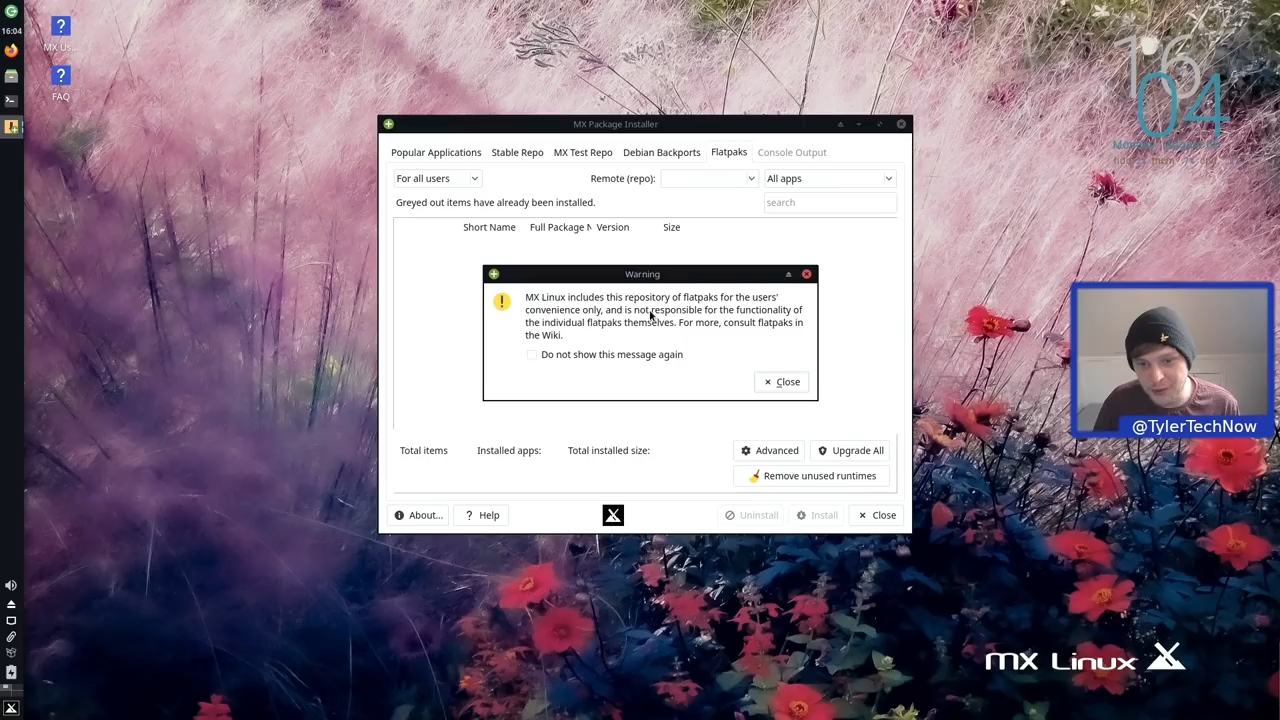 16:04
MX Us...
FAQ
16
04
MX Package Installer
Popular Applications
Stable Repo
MX Test Repo
Debian Backports
Flatpaks
Console Output
For all users
Remote (repo):
All apps
Greyed out items have already been installed.
search
Short Name
Full Package N
Version
Size
Warning
MX Linux includes this repository of flatpaks for the users'
convenience only, and is not responsible for the functionality of
the individual flatpaks themselves. For more, consult flatpaks in
the Wiki.
Do not show this message again
Close
@TylerTechNow
Total items
Installed apps:
Total installed size:
Advanced
Upgrade All
Remove unused runtimes
About...
Help
Uninstall
Install
Close
MX Linux